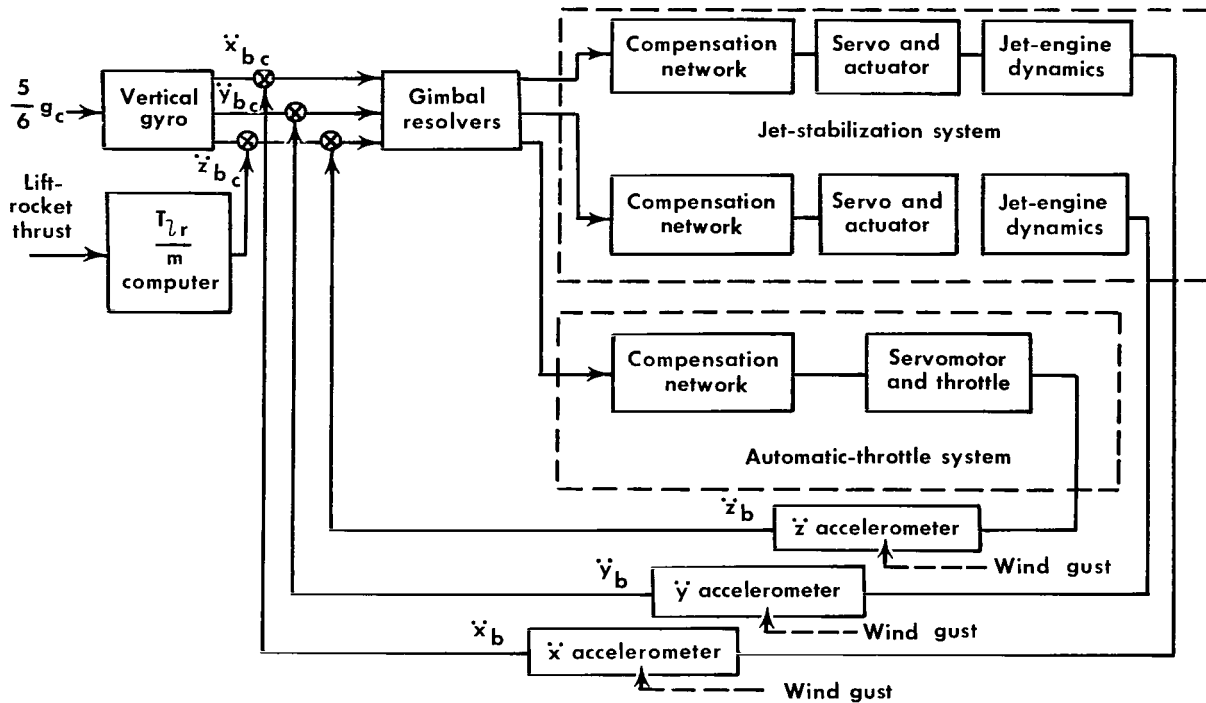 5/6 g_c
Vertical
gyro
ẍ_bc
ÿ_bc
z̈_bc
Lift-
rocket
thrust
T_lr
m
computer
Gimbal
resolvers
Compensation
network
Servo and
actuator
Jet-engine
dynamics
Jet-stabilization system
Compensation
network
Servo and
actuator
Jet-engine
dynamics
Compensation
network
Servomotor
and throttle
Automatic-throttle system
z̈_b
z̈ accelerometer
Wind gust
ÿ_b
ÿ accelerometer
Wind gust
ẍ_b
ẍ accelerometer
Wind gust